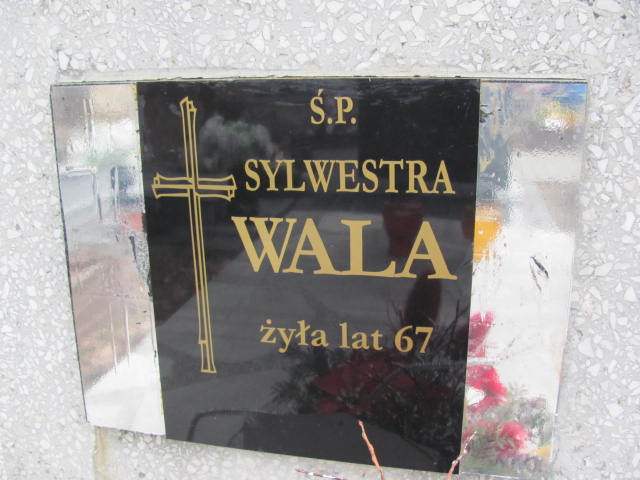 Ś.P.
SYLWESTRA
WALA
żyła lat 67